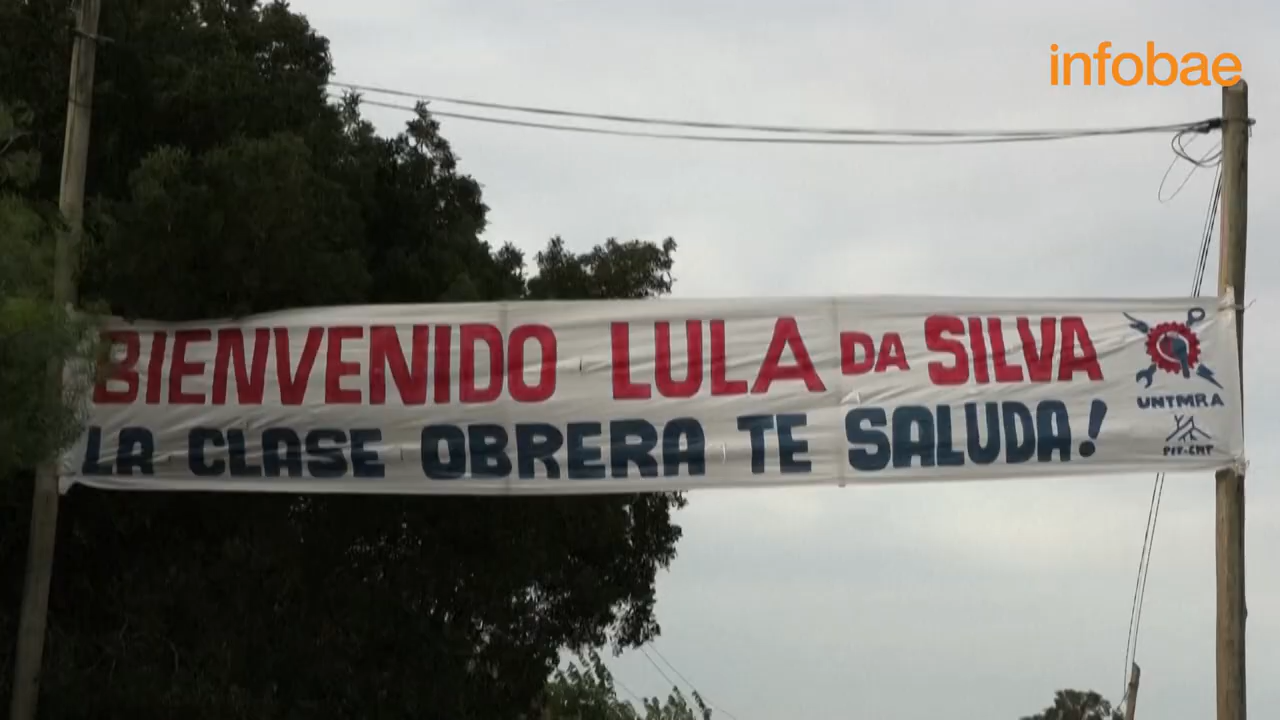 infobae
BIENVENIDO LULA DA SILVA
LA CLASE OBRERA TE SALUDA!
UNTMRA
PIT-CNT